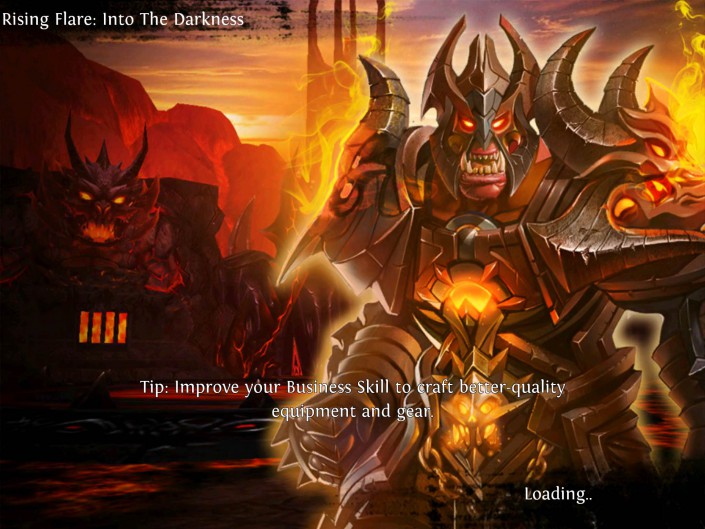 Rising Flare: Into The Darkness
Tip: Improve your Business Skill to craft better-quality
equipment and gear.
Loading..